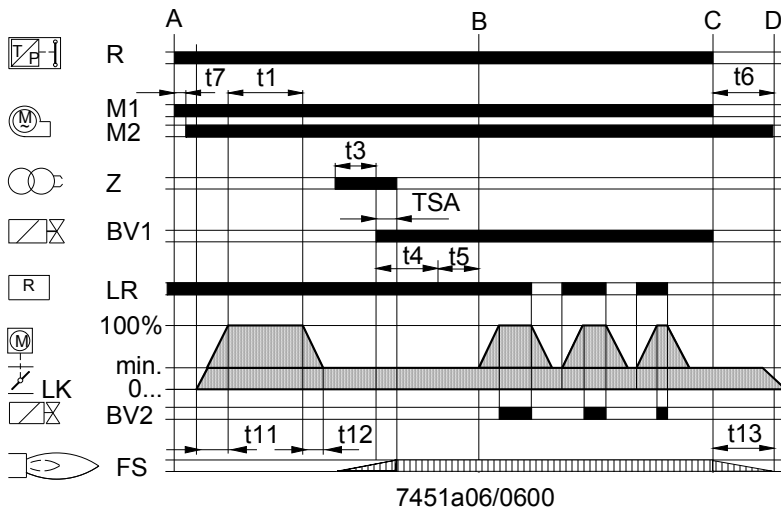 A B C D
T P R
t7 t1 t6
M ~ M1
M2
t3
Z
TSA
BV1
t4 t5
R LR
100%
M
min.
LK 0...
BV2
t11 t12 t13
FS
7451a06/0600